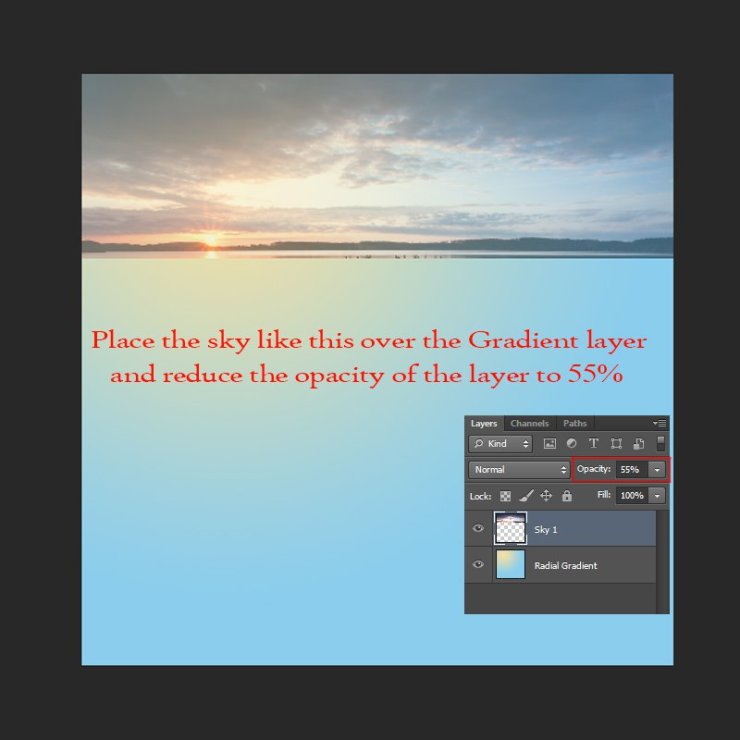 Place the sky like this over the Gradient layer
and reduce the opacity of the layer to 55%
Layers Channels Paths
Kind T
Normal Opacity: 55%
Lock: Fill: 100%
Sky 1
Radial Gradient